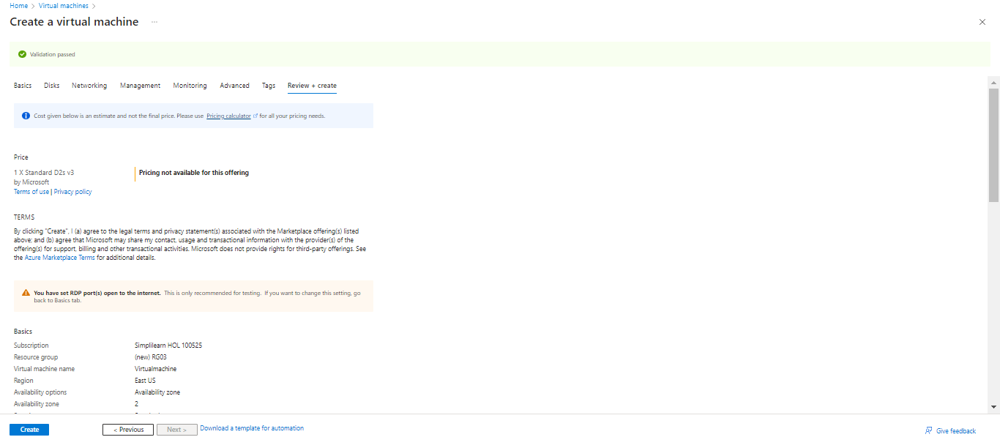 Home > Virtual machines >
Create a virtual machine ...
Validation passed
Basics Disks Networking Management Monitoring Advanced Tags Review + create
Cost given below is an estimate and not the final price. Please use Pricing calculator for all your pricing needs.
Price
1 X Standard D2s v3
by Microsoft
Terms of use | Privacy policy
Pricing not available for this offering
TERMS
By clicking "Create", I (a) agree to the legal terms and privacy statement(s) associated with the Marketplace offering(s) listed
above; and (b) agree that Microsoft may share my contact, usage and transactional information with the provider(s) of the
offering(s) for support, billing and other transactional activities. Microsoft does not provide rights for third-party offerings. See
the Azure Marketplace Terms for additional details.
You have set RDP port(s) open to the internet. This is only recommended for testing. If you want to change this setting, go
back to Basics tab.
Basics
Subscription Simplilearn HOL 100525
Resource group (new) RG03
Virtual machine name Virtualmachine
Region East US
Availability options Availability zone
Availability zone 2
Create < Previous Next > Download a template for automation
Give feedback